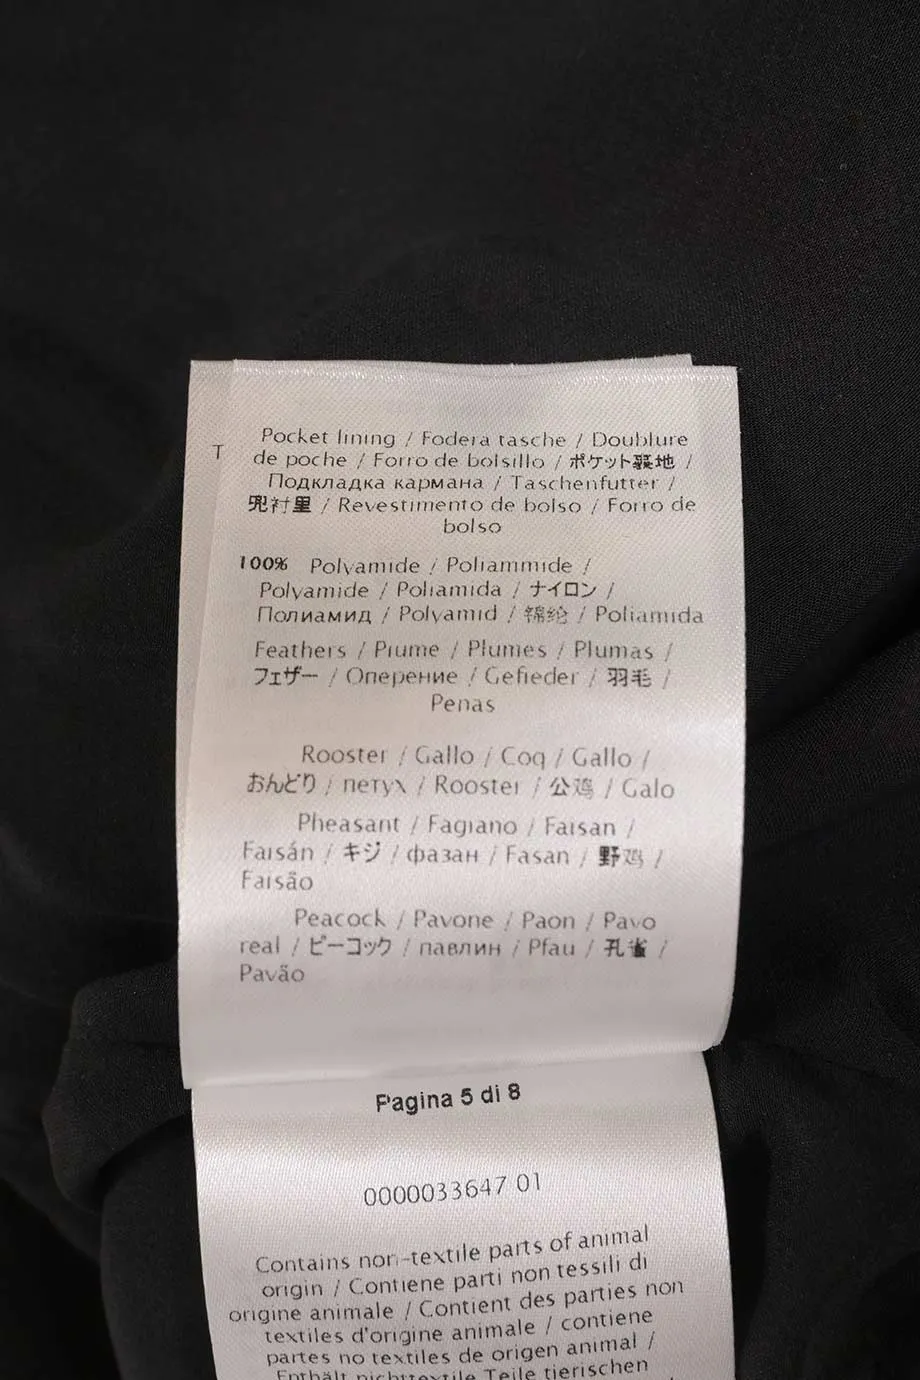 T
Pocket lining / Fodera tasche / Doublure
de poche / Forro de bolsillo / ポケット裏地 /
Подкладка кармана / Taschenfutter /
兜衬里 / Revestimento de bolso / Forro de
bolso
100% Polyamide / Poliammide /
Polyamide / Poliamida / ナイロン /
Полиамид / Polyamid / 锦纶 / Poliamida
Feathers / Piume / Plumes / Plumas /
フェザー / Оперение / Gefieder / 羽毛 /
Penas
Rooster / Gallo / Coq / Gallo /
おんどり / петух / Rooster / 公鸡 / Galo
Pheasant / Fagiano / Faisan /
Faisán / キジ / фазан / Fasan / 野鸡 /
Faisão
Peacock / Pavone / Paon / Pavo
real / ピーコック / павлин / Pfau / 孔雀 /
Pavão
Pagina 5 di 8
0000033647 01
Contains non-textile parts of animal
origin / Contiene parti non tessili di
origine animale / Contient des parties non
textiles d'origine animale / contiene
partes no textiles de origen animal /
Enthält nichttextile Teile tierischen